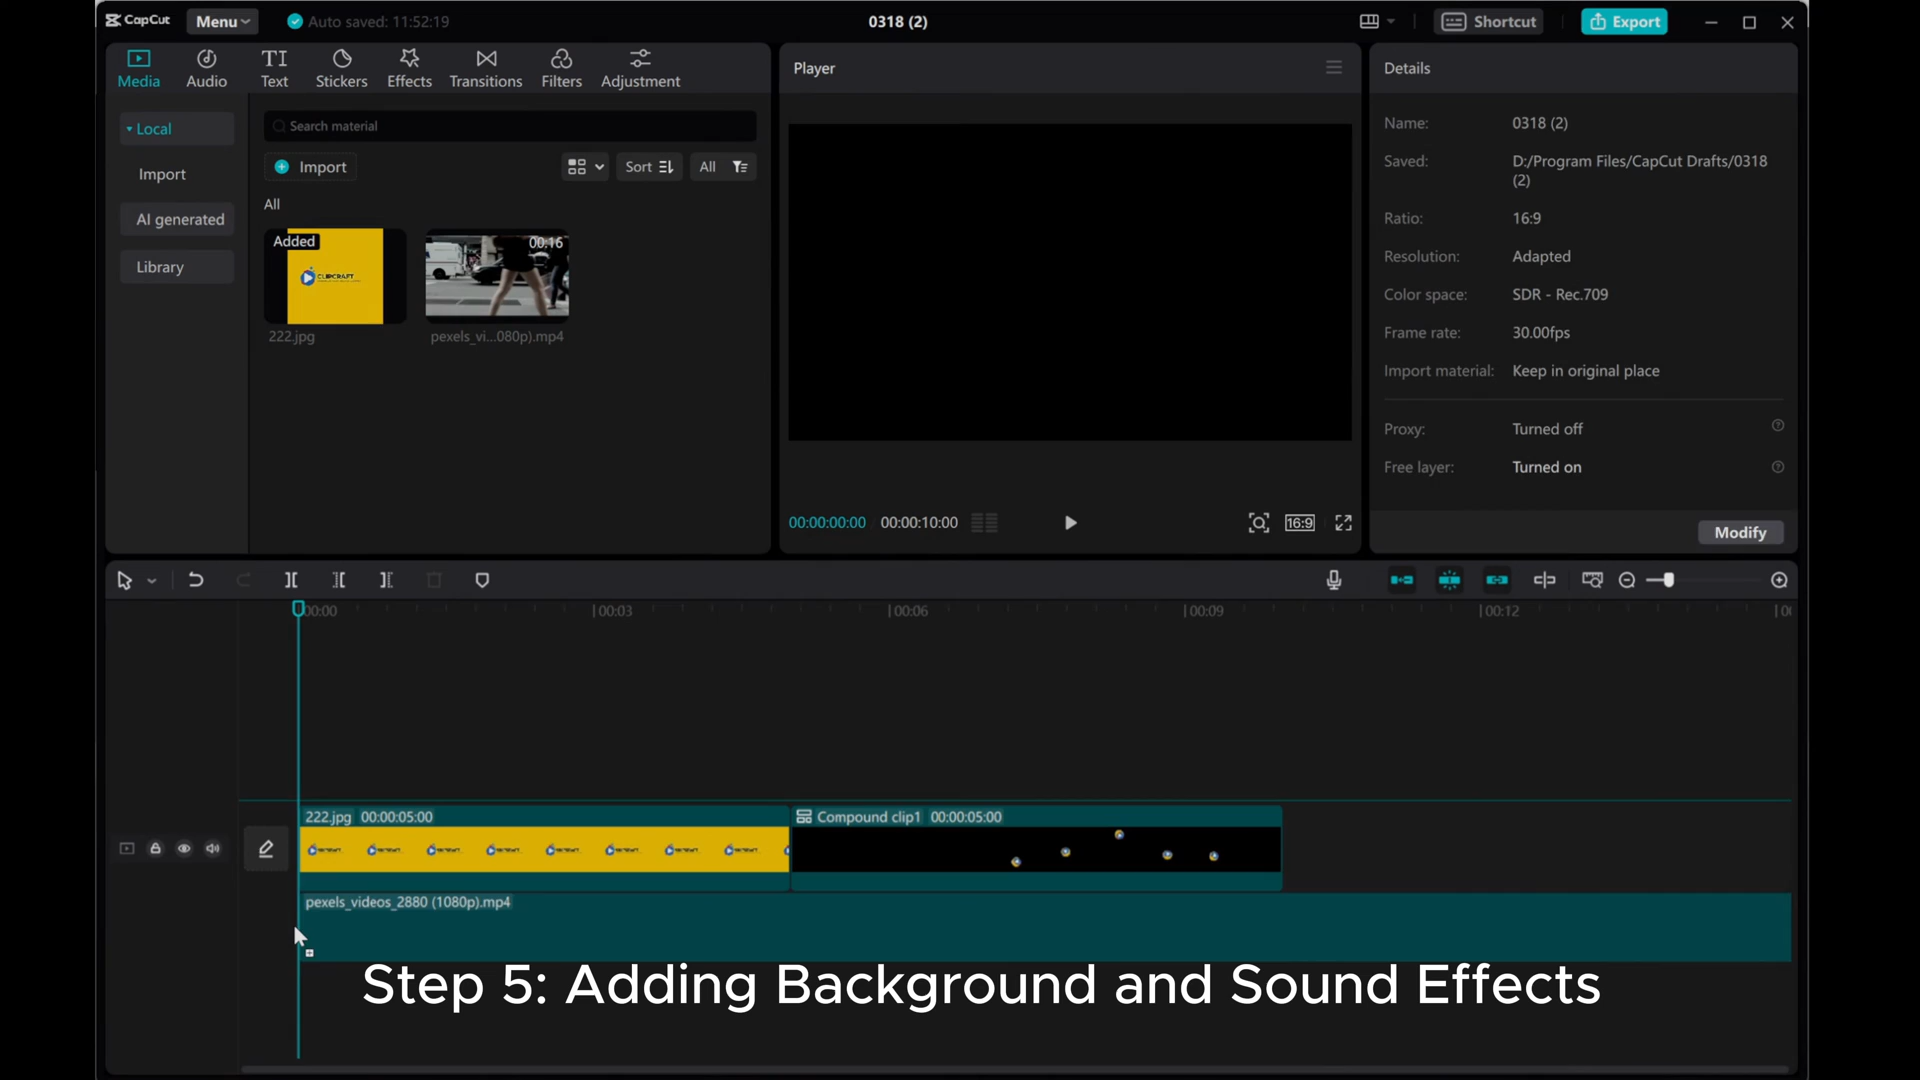 CapCut
Menu
Auto saved: 11:52:19
0318 (2)
Shortcut
Export
Media
Audio
TI
Text
Stickers
Effects
Transitions
Filters
Adjustment
Player
Details
Local
Import
AI generated
Library
Search material
Import
Sort
All
All
Added
CLIPCRAFT
222.jpg
00:16
pexels_vi...080p).mp4
Name:
0318 (2)
Saved:
D:/Program Files/CapCut Drafts/0318
(2)
Ratio:
16:9
Resolution:
Adapted
Color space:
SDR - Rec.709
Frame rate:
30.00fps
Import material:
Keep in original place
Proxy:
Turned off
Free layer:
Turned on
Modify
00:00:00:00
00:00:10:00
16:9
00:00
00:03
00:06
00:09
00:12
222.jpg 00:00:05:00
Compound clip1 00:00:05:00
pexels_videos_2880 (1080p).mp4
Step 5: Adding Background and Sound Effects